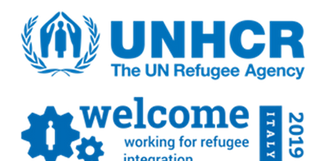 UNHCR
The UN Refugee Agency
welcome
working for refugee
integration
ITALY
2019